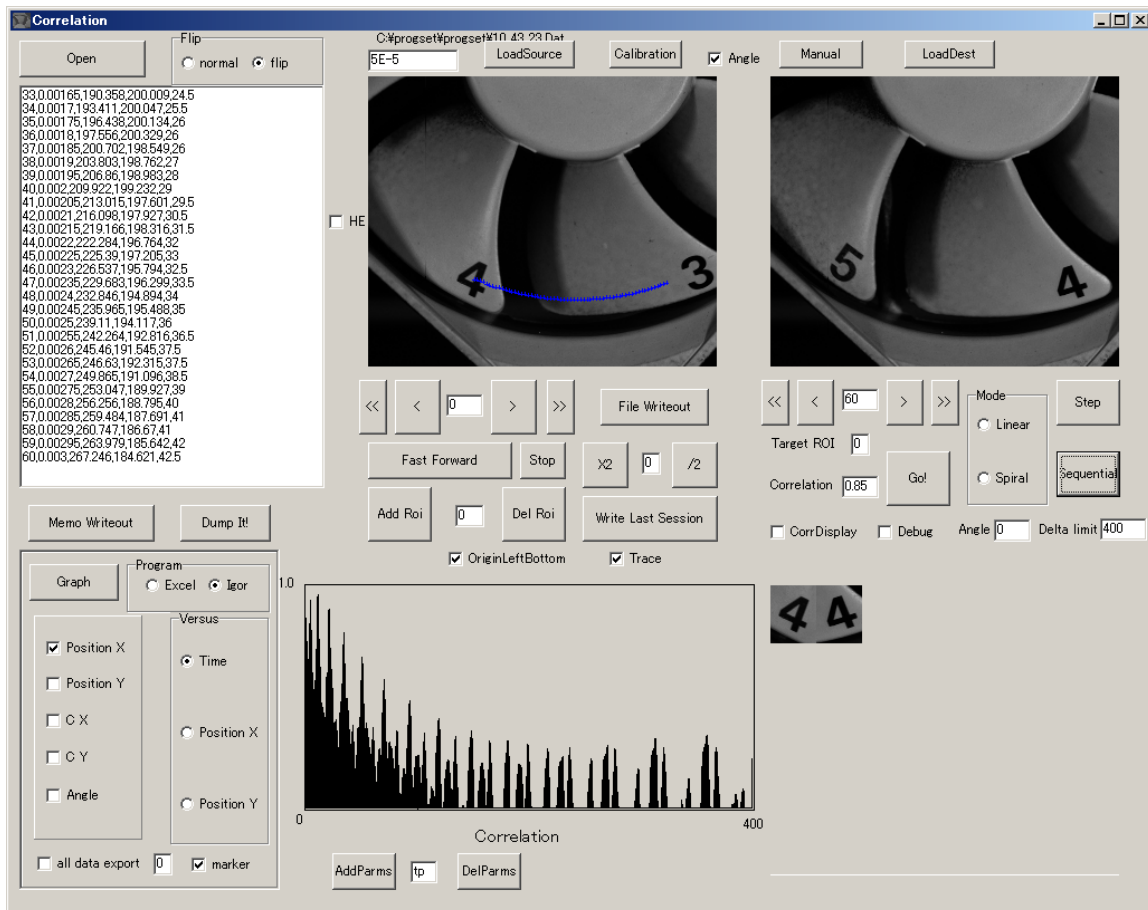 Correlation
Open
Flip
normal
flip
C:¥progset¥progset¥10_43_23.Dat
5E-5
LoadSource
Calibration
Angle
Manual
LoadDest
33,0.00165,190.358,200.009,24.5
34,0.0017,193.411,200.047,25.5
35,0.00175,196.438,200.134,26
36,0.0018,197.556,200.329,26
37,0.00185,200.702,198.549,26
38,0.0019,203.803,198.762,27
39,0.00195,206.86,198.983,28
40,0.002,209.922,199.232,29
41,0.00205,213.015,197.601,29.5
42,0.0021,216.098,197.927,30.5
43,0.00215,219.166,198.316,31.5
44,0.0022,222.284,196.764,32
45,0.00225,225.39,197.205,33
46,0.0023,226.537,195.794,32.5
47,0.00235,229.683,196.299,33.5
48,0.0024,232.846,194.894,34
49,0.00245,235.965,195.488,35
50,0.0025,239.11,194.117,36
51,0.00255,242.264,192.816,36.5
52,0.0026,245.46,191.545,37.5
53,0.00265,246.63,192.315,37.5
54,0.0027,249.865,191.096,38.5
55,0.00275,253.047,189.927,39
56,0.0028,256.256,188.795,40
57,0.00285,259.484,187.691,41
58,0.0029,260.747,186.67,41
59,0.00295,263.979,185.642,42
60,0.003,267.246,184.621,42.5
HE
4
3
5
4
<<
<
0
>
>>
File Writeout
Fast Forward
Stop
X2
0
/2
Add Roi
0
Del Roi
Write Last Session
OriginLeftBottom
Trace
<<
<
60
>
>>
Mode
Linear
Spiral
Step
Target ROI
0
Correlation
0.85
Go!
Sequential
CorrDisplay
Debug
Angle
0
Delta limit
400
Memo Writeout
Dump It!
Graph
Program
Excel
Igor
Position X
Position Y
C X
C Y
Angle
Versus
Time
Position X
Position Y
all data export
0
marker
1.0
0
400
Correlation
AddParms
tp
DelParms
4 4